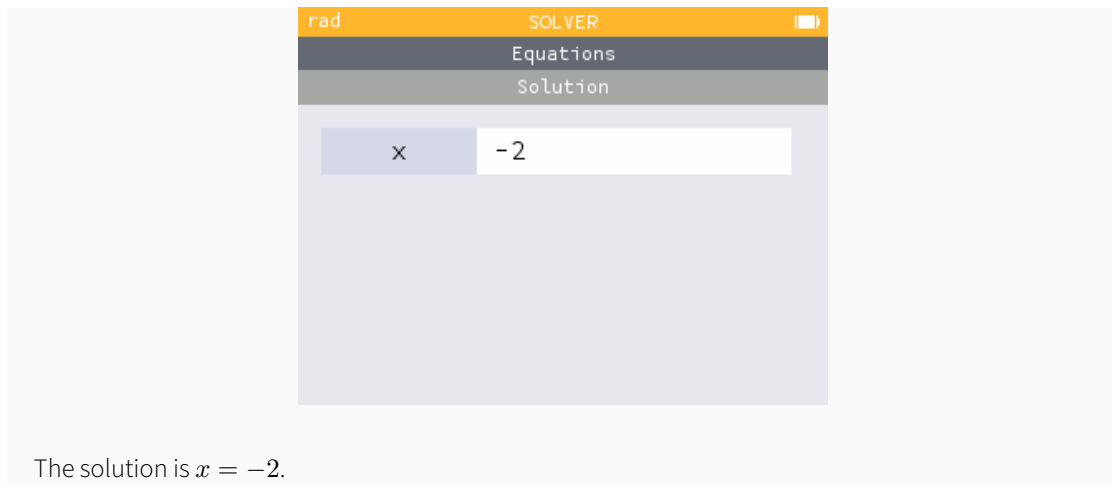 rad SOLVER
Equations
Solution
x -2
The solution is x = −2.